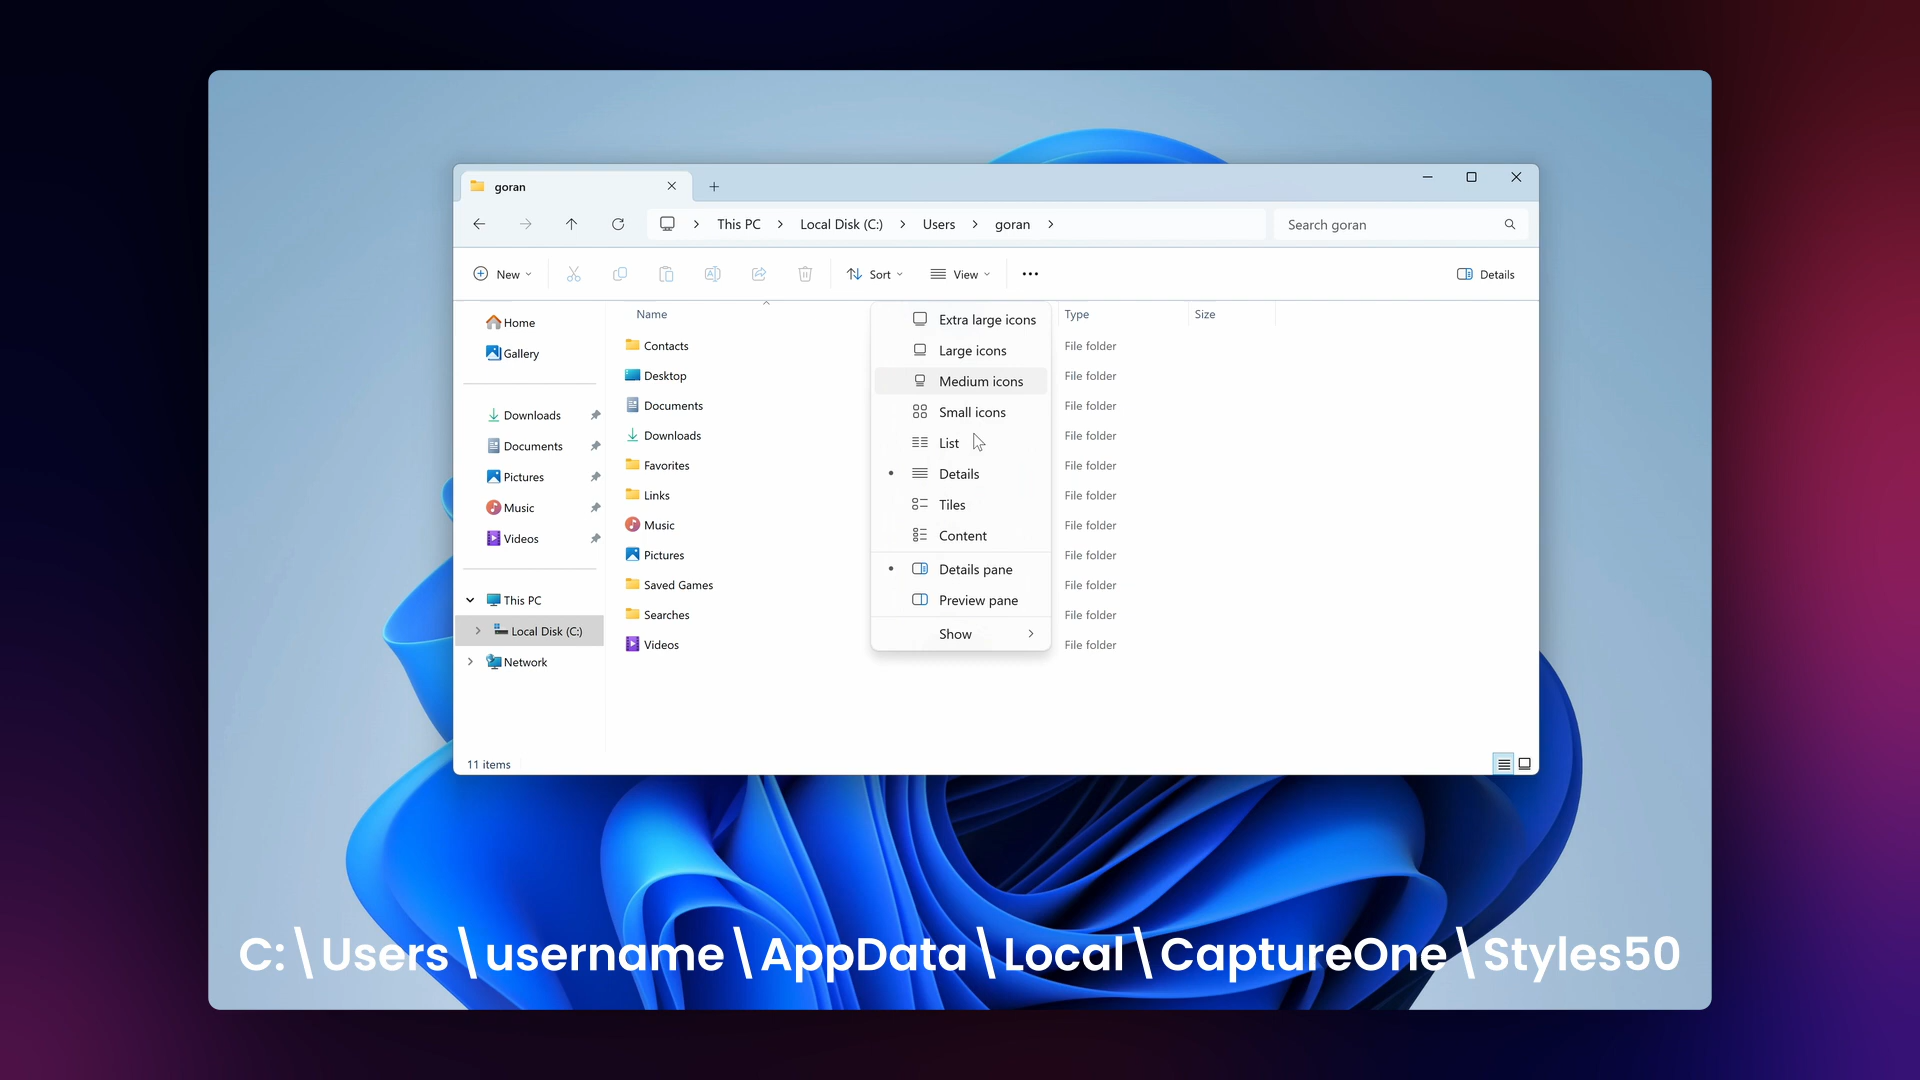 goran
This PC
Local Disk (C:)
Users
goran
Search goran
New
Sort
View
Details
Home
Gallery
Downloads
Documents
Pictures
Music
Videos
This PC
Local Disk (C:)
Network
Name
Type
Size
Contacts
File folder
Desktop
File folder
Documents
File folder
Downloads
File folder
Favorites
File folder
Links
File folder
Music
File folder
Pictures
File folder
Saved Games
File folder
Searches
File folder
Videos
File folder
Extra large icons
Large icons
Medium icons
Small icons
List
Details
Tiles
Content
Details pane
Preview pane
Show
11 items
C:\Users\username\AppData\Local\CaptureOne\Styles50